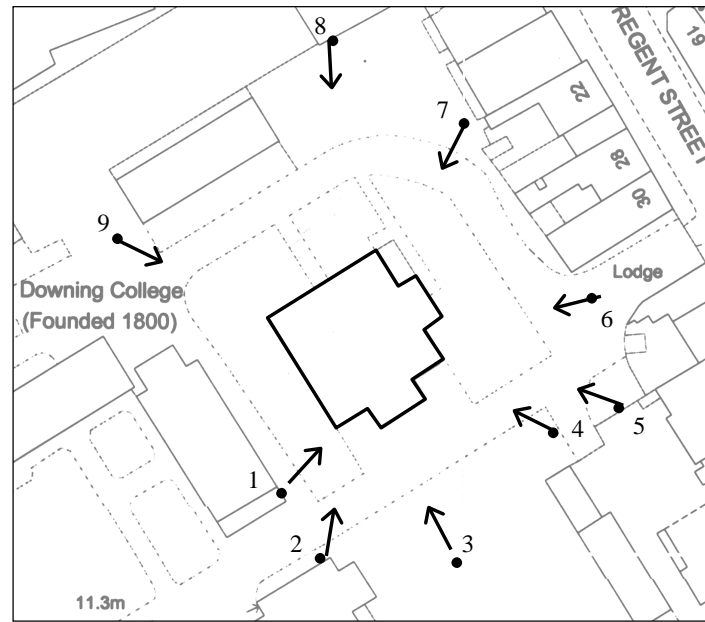 8
REGENT STREET
19
7
22
28
30
9
Lodge
Downing College
(Founded 1800)
6
5
4
1
2
3
11.3m